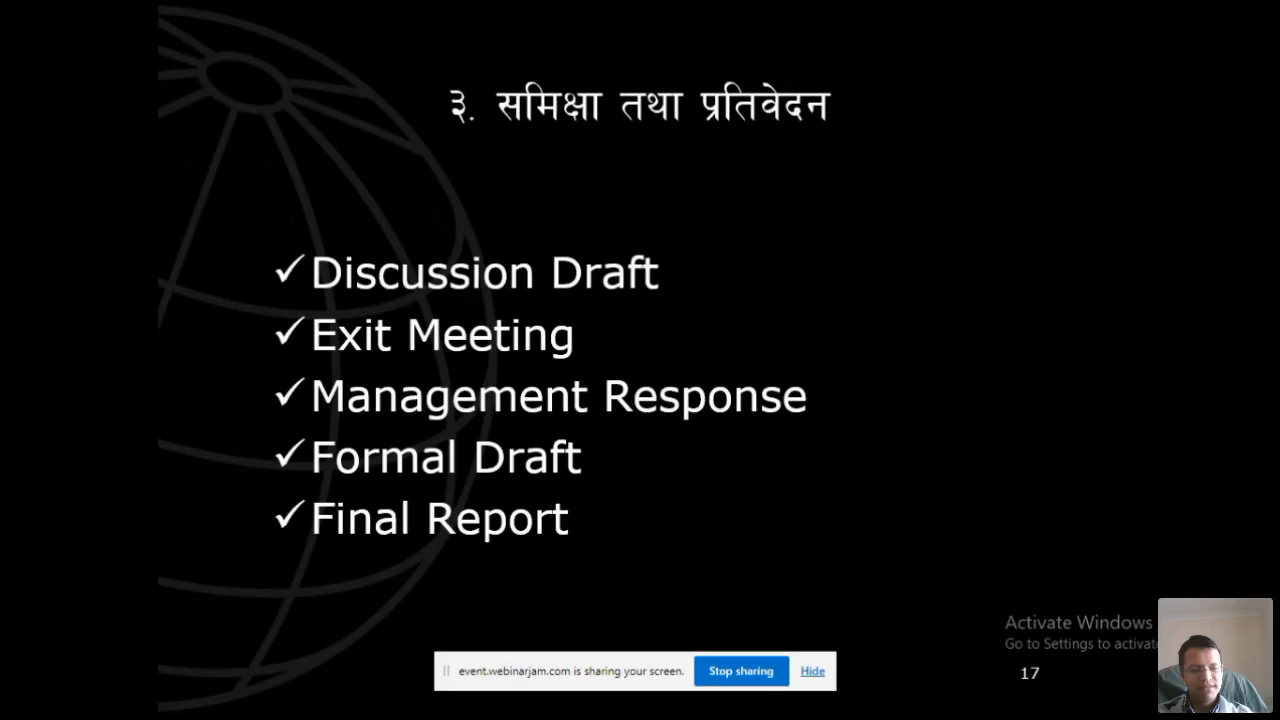 ३. समिक्षा तथा प्रतिवेदन
✓Discussion Draft
✓Exit Meeting
✓Management Response
✓Formal Draft
✓Final Report
Activate Windows
Go to Settings to activate
event.webinarjam.com is sharing your screen. Stop sharing Hide
17